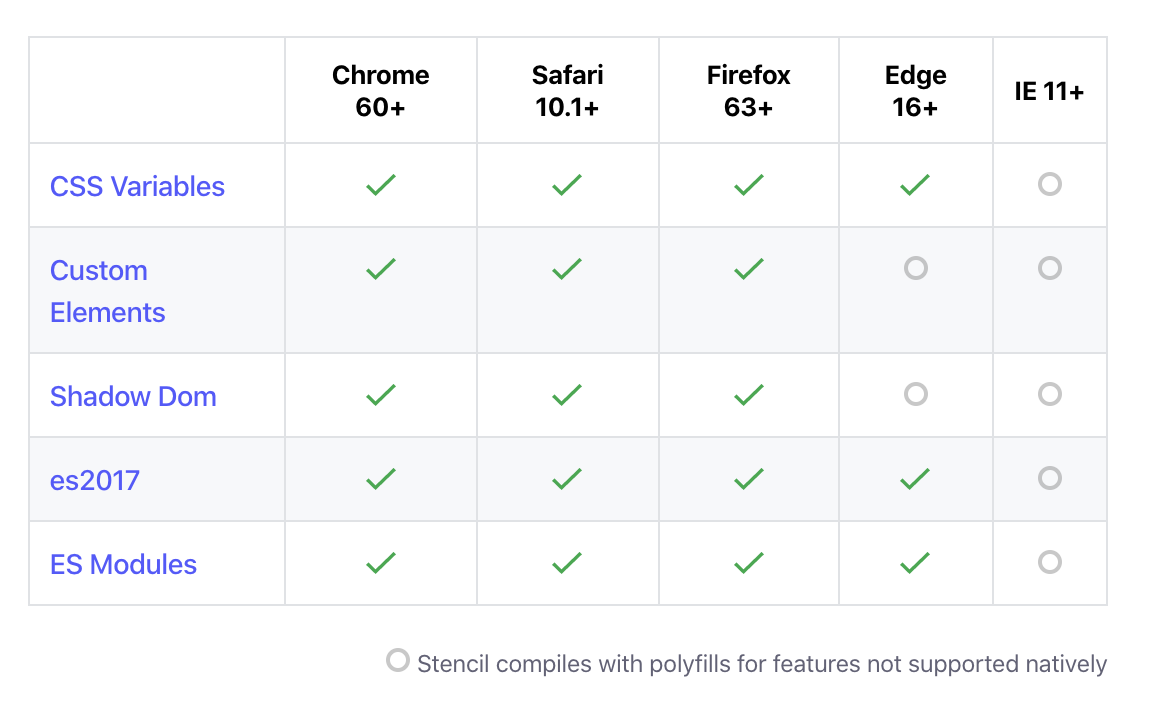 Chrome 60+ Safari 10.1+ Firefox 63+ Edge 16+ IE 11+
CSS Variables
Custom
Elements
Shadow Dom
es2017
ES Modules
Stencil compiles with polyfills for features not supported natively